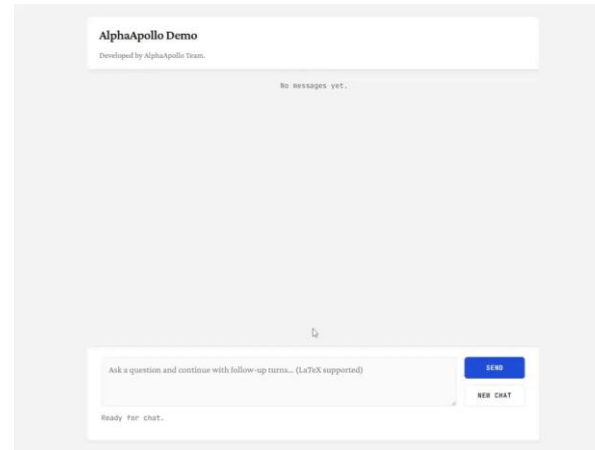 AlphaApollo Demo
Developed by AlphaApollo Team.
No messages yet.
Ask a question and continue with follow-up turns... (LaTeX supported)
SEND
NEW CHAT
Ready for chat.